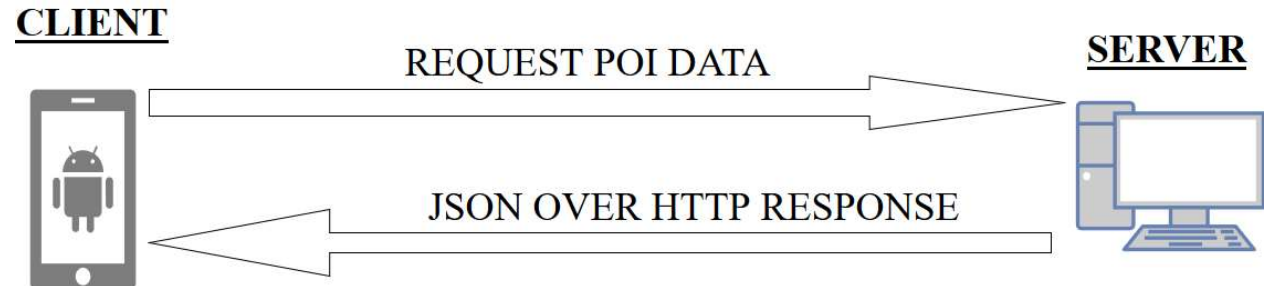 CLIENT
REQUEST POI DATA
SERVER
JSON OVER HTTP RESPONSE